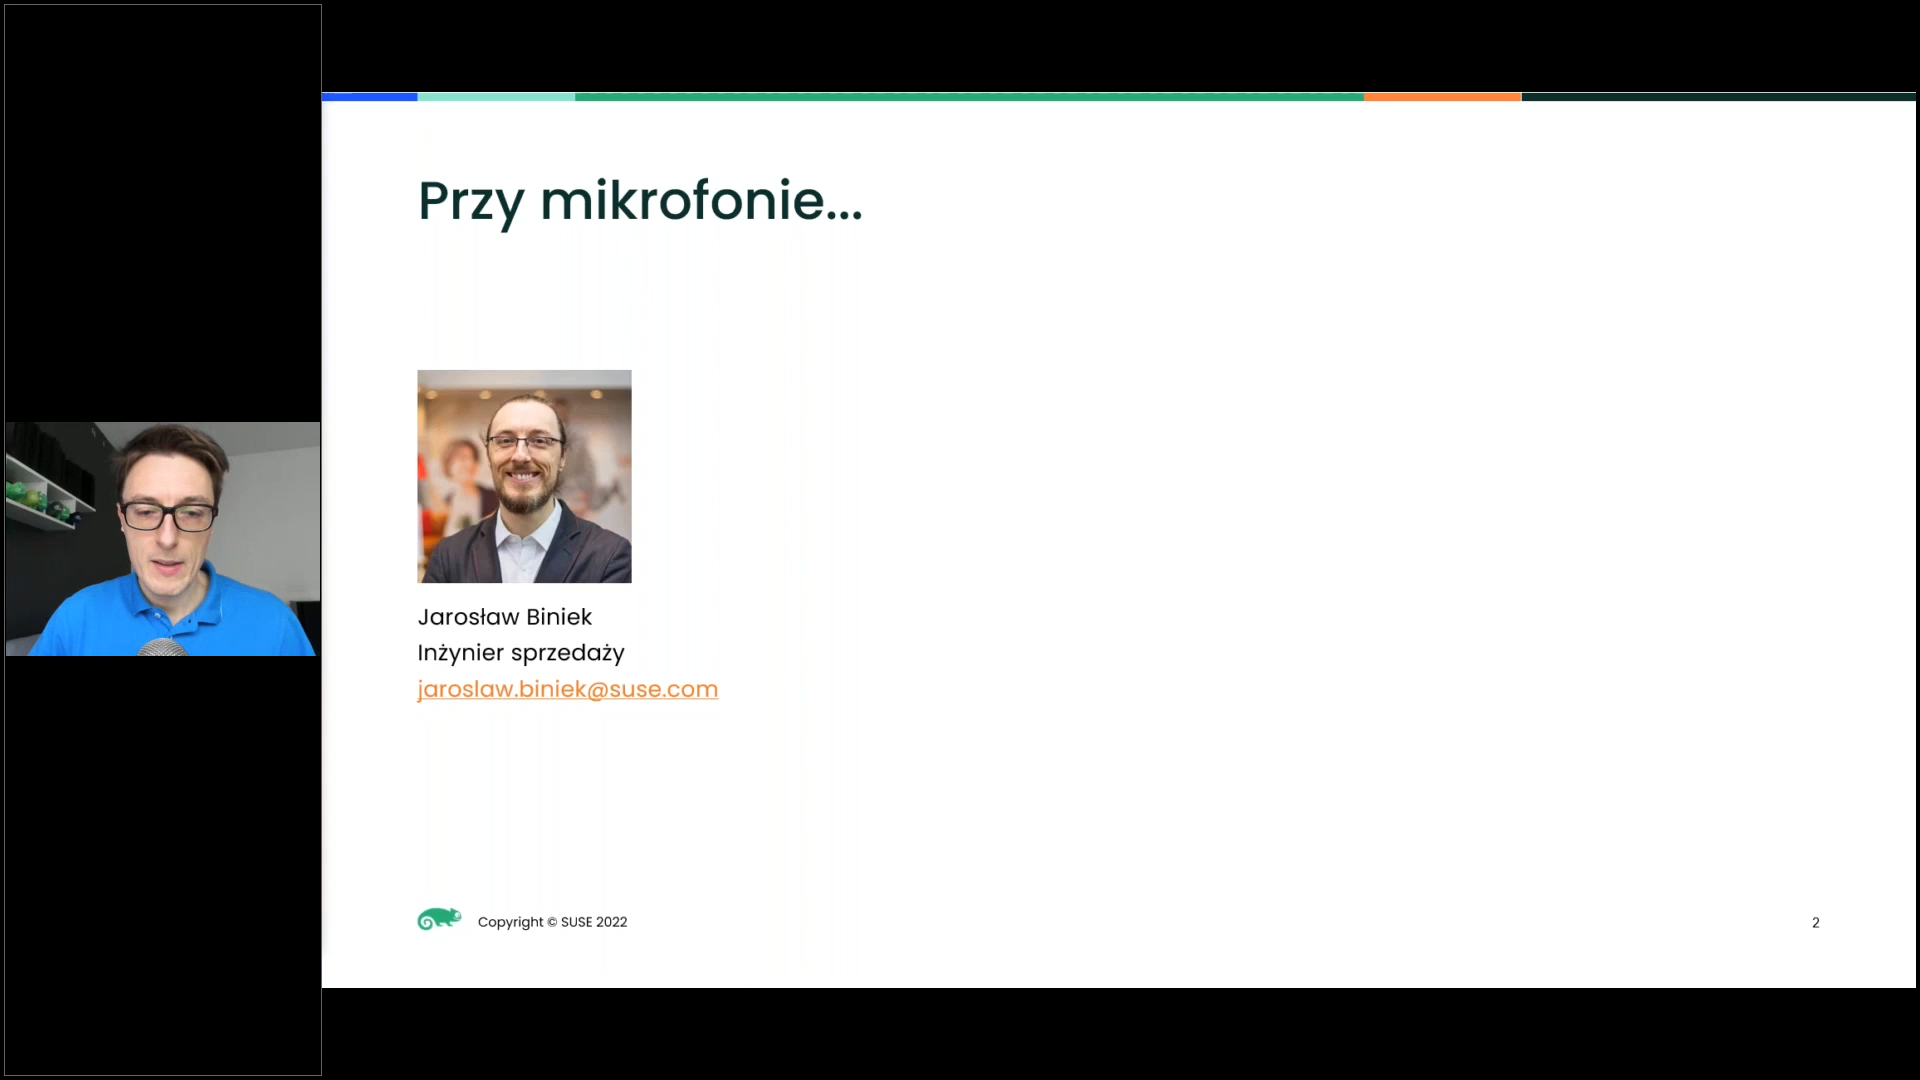 Przy mikrofonie...
Jarosław Biniek
Inżynier sprzedaży
jaroslaw.biniek@suse.com
Copyright © SUSE 2022
2